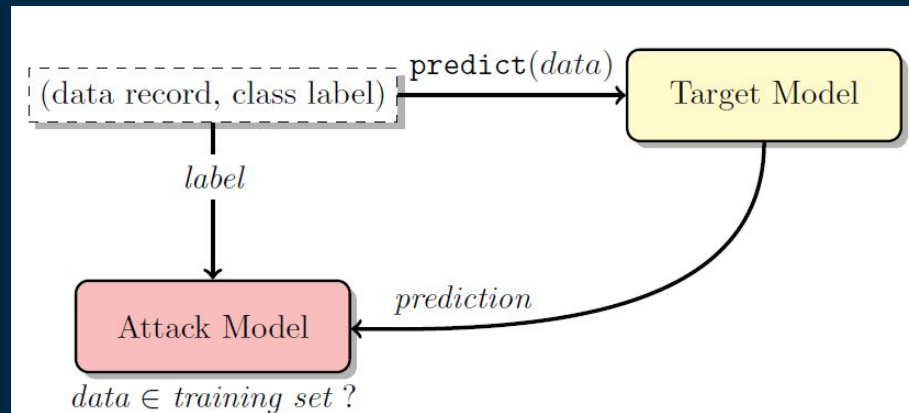 predict(data)
(data record, class label)
Target Model
label
prediction
Attack Model
data ∈ training set ?